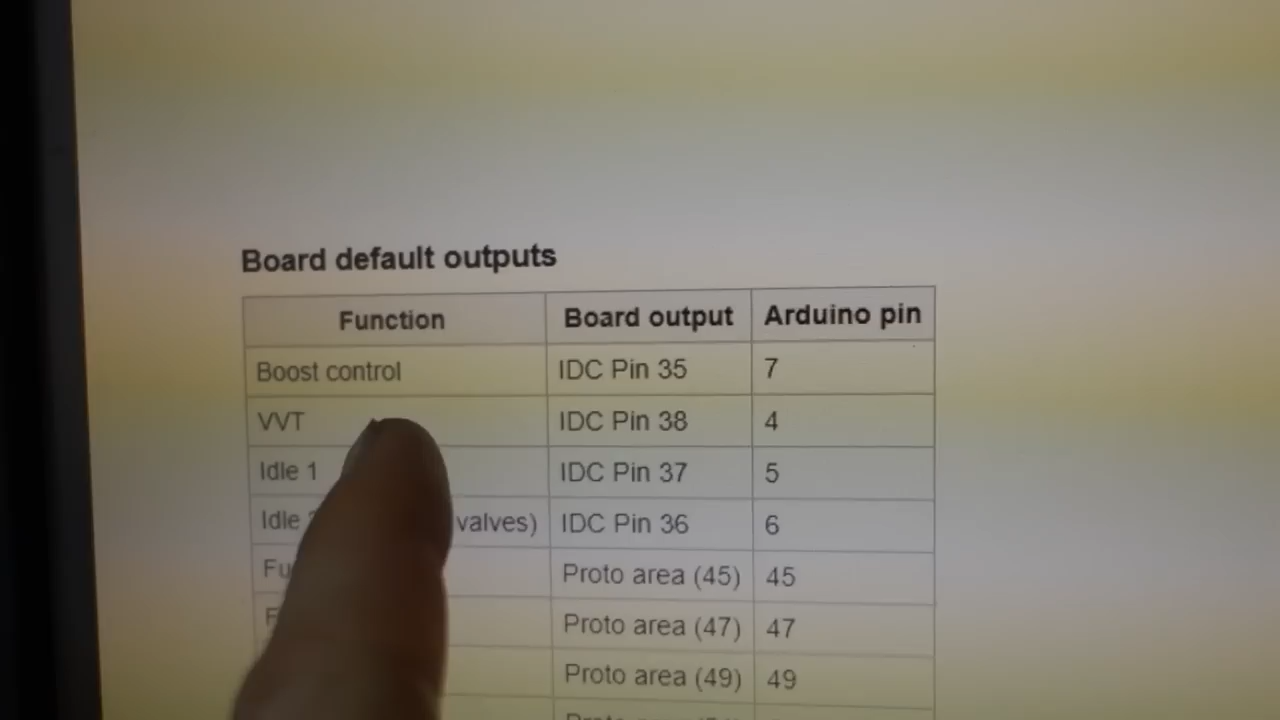 Board default outputs
Function Board output Arduino pin
Boost control IDC Pin 35 7
VVT IDC Pin 38 4
Idle 1 IDC Pin 37 5
Idle valves) IDC Pin 36 6
Proto area (45) 45
Proto area (47) 47
Proto area (49) 49